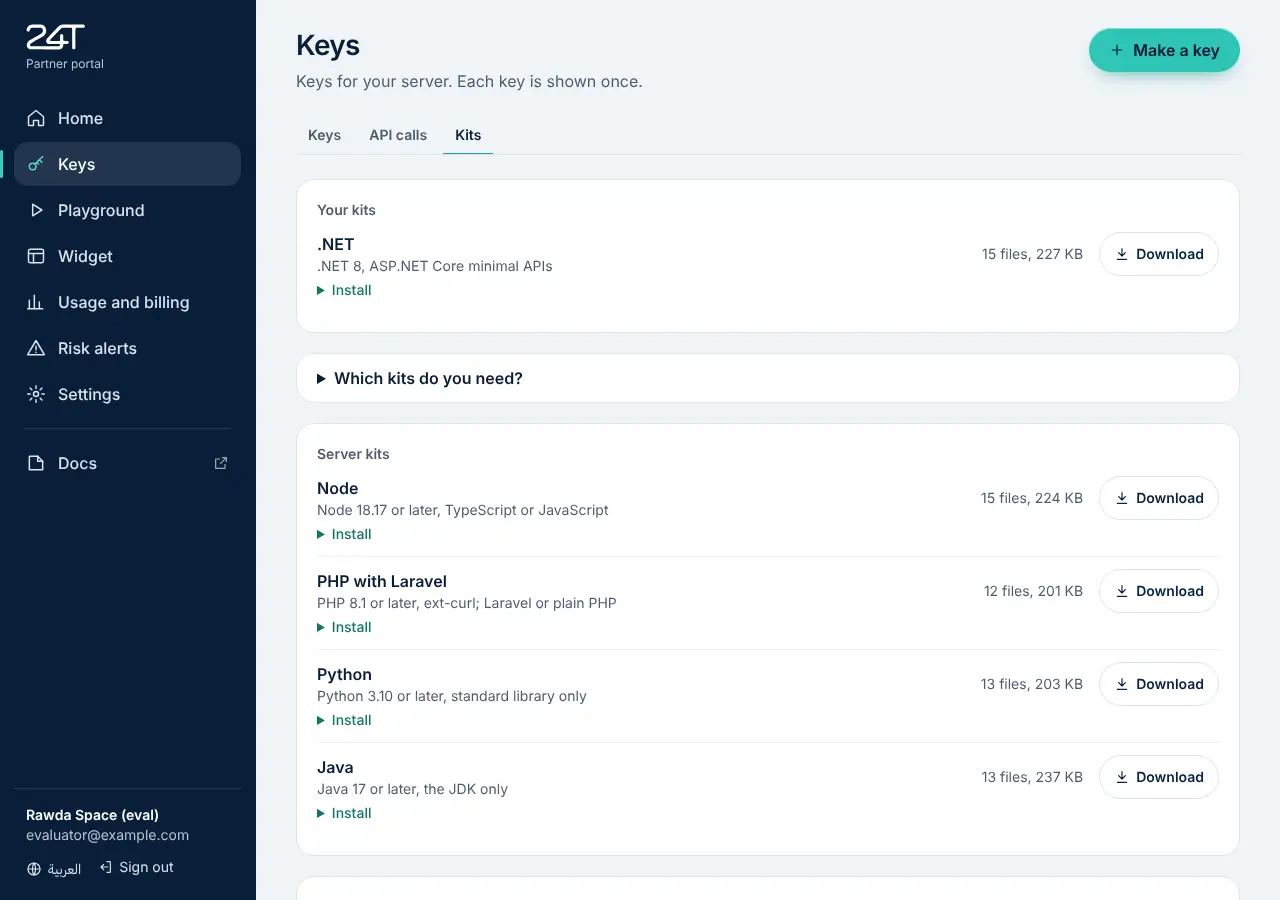 24T
Partner portal
Home
Keys
Playground
Widget
Usage and billing
Risk alerts
Settings
Docs
Rawda Space (eval)
evaluator@example.com
العربية
Sign out
Keys
Keys for your server. Each key is shown once.
+ Make a key
Keys
API calls
Kits
Your kits
.NET
.NET 8, ASP.NET Core minimal APIs
Install
15 files, 227 KB
Download
Which kits do you need?
Server kits
Node
Node 18.17 or later, TypeScript or JavaScript
Install
15 files, 224 KB
Download
PHP with Laravel
PHP 8.1 or later, ext-curl; Laravel or plain PHP
Install
12 files, 201 KB
Download
Python
Python 3.10 or later, standard library only
Install
13 files, 203 KB
Download
Java
Java 17 or later, the JDK only
Install
13 files, 237 KB
Download